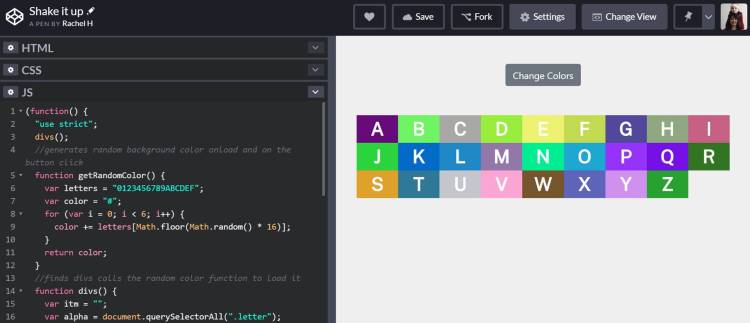 Shake it up
A PEN BY Rachel H
Save
Fork
Settings
Change View
HTML
CSS
JS
1 (function() {
2 "use strict";
3 divs();
4 //generates random background color onload and on the
button click
5 function getRandomColor() {
6 var letters = "0123456789ABCDEF";
7 var color = "#";
8 for (var i = 0; i < 6; i++) {
9 color += letters[Math.floor(Math.random() * 16)];
10 }
11 return color;
12 }
13 //finds divs calls the random color function to load it
14 function divs() {
15 var itm = "";
16 var alpha = document.querySelectorAll(".letter");
Change Colors
A B C D E F G H I
J K L M N O P Q R
S T U V W X Y Z